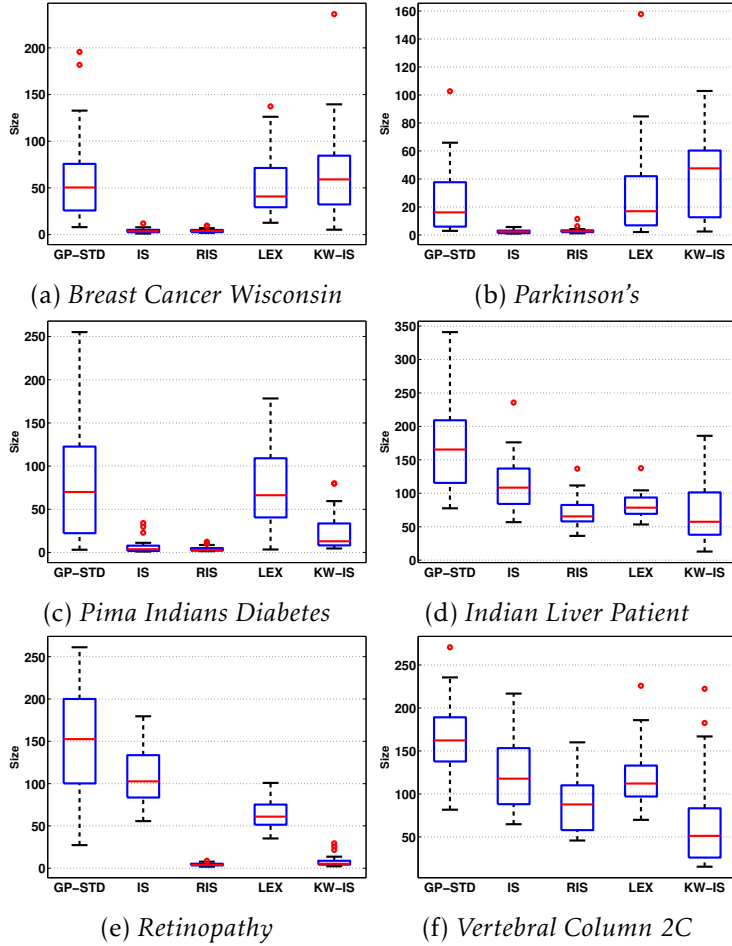 250
200
150
100
50
0
Size
GP-STD IS RIS LEX KW-IS
(a) Breast Cancer Wisconsin
160
140
120
100
80
60
40
20
0
Size
GP-STD IS RIS LEX KW-IS
(b) Parkinson's
250
200
150
100
50
0
Size
GP-STD IS RIS LEX KW-IS
(c) Pima Indians Diabetes
350
300
250
200
150
100
50
0
Size
GP-STD IS RIS LEX KW-IS
(d) Indian Liver Patient
250
200
150
100
50
0
Size
GP-STD IS RIS LEX KW-IS
(e) Retinopathy
250
200
150
100
50
Size
GP-STD IS RIS LEX KW-IS
(f) Vertebral Column 2C